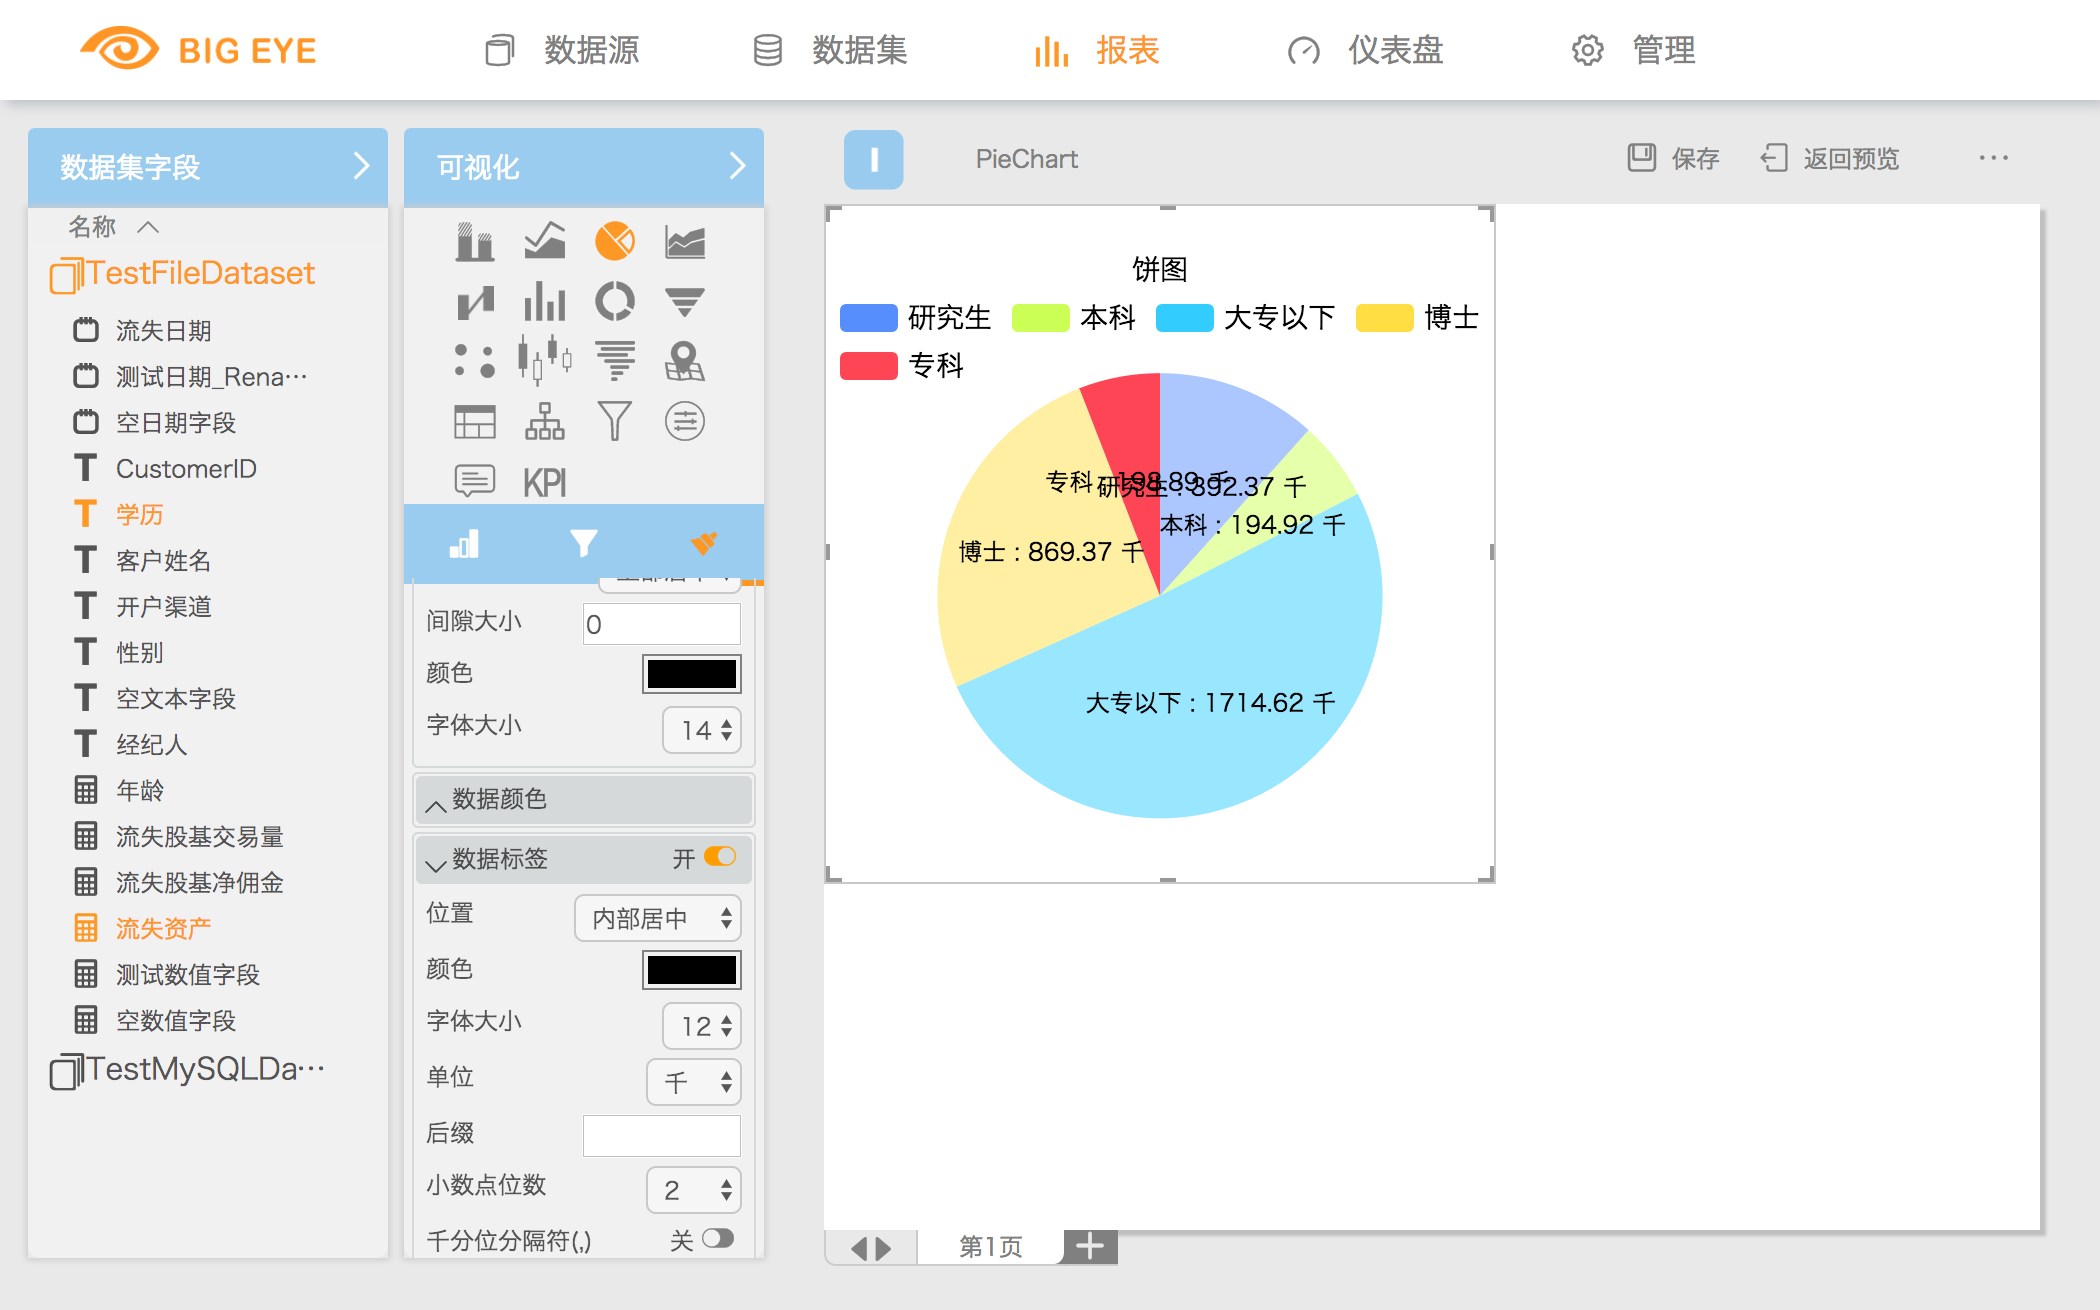 BIG EYE
数据源
数据集
报表
仪表盘
管理
数据集字段
名称
TestFileDataset
流失日期
测试日期_Rena···
空日期字段
CustomerID
学历
客户姓名
开户渠道
性别
空文本字段
经纪人
年龄
流失股基交易量
流失股基净佣金
流失资产
测试数值字段
空数值字段
TestMySQLDa···
可视化
KPI
间隙大小
0
颜色
字体大小
14
数据颜色
数据标签
开
位置
内部居中
颜色
字体大小
12
单位
千
后缀
小数点位数
2
千分位分隔符(,)
关
PieChart
保存
返回预览
···
饼图
研究生
本科
大专以下
博士
专科
专科 : 198.89 千
研究生 : 892.37 千
本科 : 194.92 千
博士 : 869.37 千
大专以下 : 1714.62 千
第1页